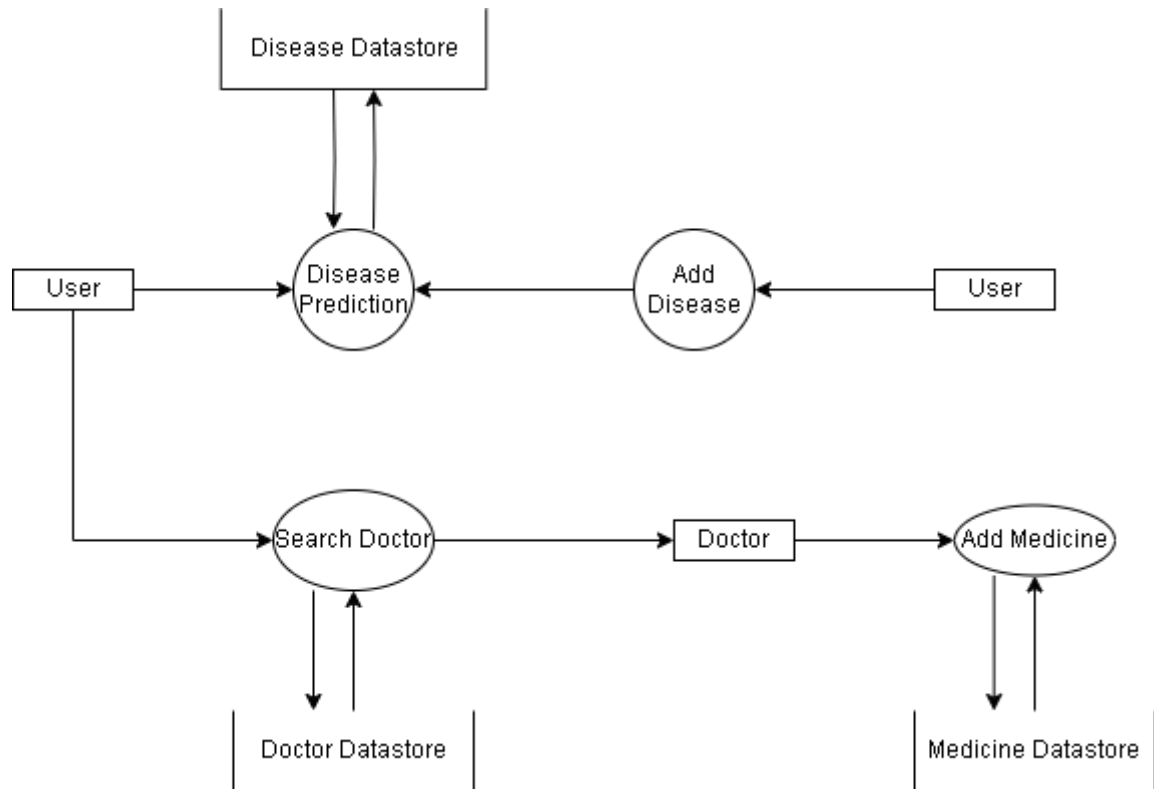 Disease Datastore
User
Disease
Prediction
Add
Disease
User
Search Doctor
Doctor
Add Medicine
Doctor Datastore
Medicine Datastore